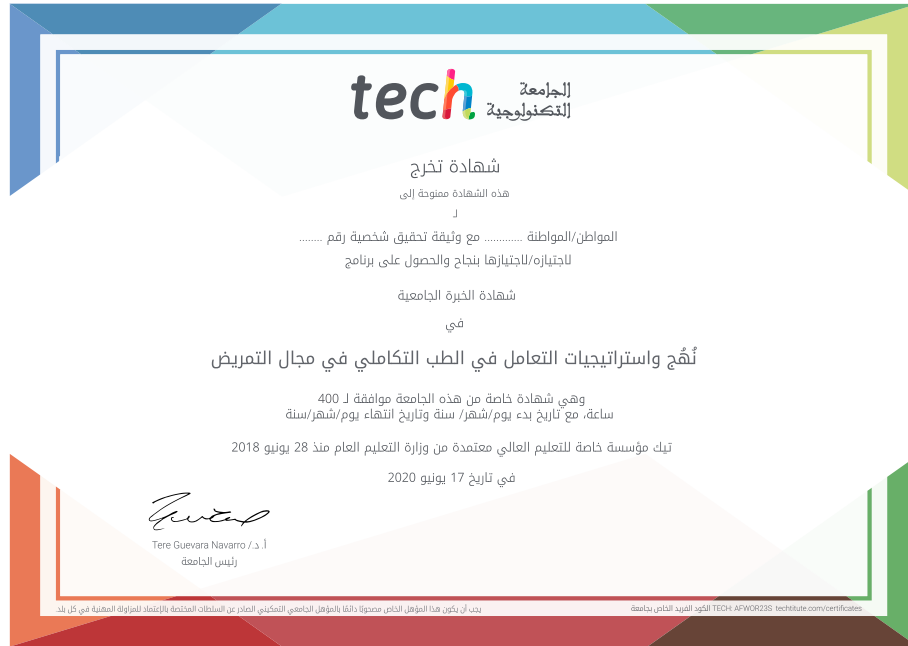 tech الجامعة
التكنولوجية
شهادة تخرج
هذه الشهادة ممنوحة إلى
لـ
المواطن/المواطنة ............. مع وثيقة تحقيق شخصية رقم ........
لاجتيازه/لاجتيازها بنجاح والحصول على برنامج
شهادة الخبرة الجامعية
في
نُهُج واستراتيجيات التعامل في الطب التكاملي في مجال التمريض
وهي شهادة خاصة من هذه الجامعة موافقة لـ 400
ساعة، مع تاريخ بدء يوم/شهر/ سنة وتاريخ انتهاء يوم/شهر/سنة
تيك مؤسسة خاصة للتعليم العالي معتمدة من وزارة التعليم العام منذ 28 يونيو 2018
في تاريخ 17 يونيو 2020
أ. د./ Tere Guevara Navarro
رئيس الجامعة
يجب أن يكون هذا المؤهل الخاص مصحوبًا دائمًا بالمؤهل الجامعي التمكيني الصادر عن السلطات المختصة بالإعتماد للمزاولة المهنية في كل بلد.
الكود الفريد الخاص بجامعة TECH: AFWOR23S techtitute.com/certificates